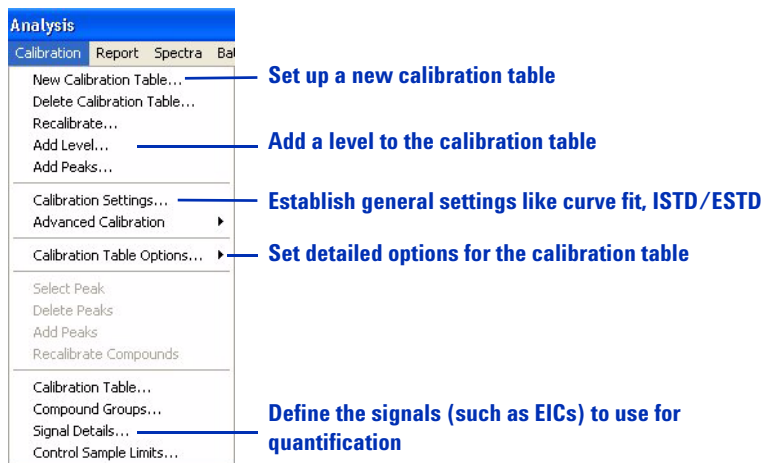 Analysis
Calibration Report Spectra Bat
New Calibration Table...
Set up a new calibration table
Delete Calibration Table...
Recalibrate...
Add Level...
Add a level to the calibration table
Add Peaks...
Calibration Settings...
Establish general settings like curve fit, ISTD/ESTD
Advanced Calibration
Calibration Table Options...
Set detailed options for the calibration table
Select Peak
Delete Peaks
Add Peaks
Recalibrate Compounds
Calibration Table...
Compound Groups...
Signal Details...
Define the signals (such as EICs) to use for
quantification
Control Sample Limits...